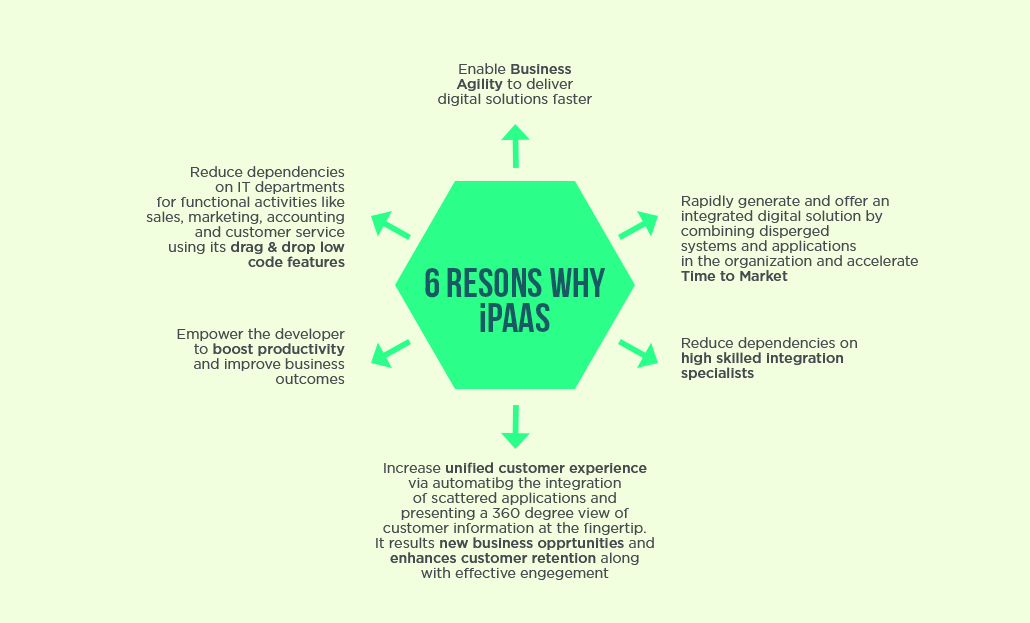 Enable Business
Agility to deliver
digital solutions faster
Reduce dependencies
on IT departments
for functional activities like
sales, marketing, accounting
and customer service
using its drag & drop low
code features
Rapidly generate and offer an
integrated digital solution by
combining disperged
systems and applications
in the organization and accelerate
Time to Market
6 RESONS WHY
iPAAS
Empower the developer
to boost productivity
and improve business
outcomes
Reduce dependencies on
high skilled integration
specialists
Increase unified customer experience
via automatibg the integration
of scattered applications and
presenting a 360 degree view of
customer information at the fingertip.
It results new business opprtunities and
enhances customer retention along
with effective engegement